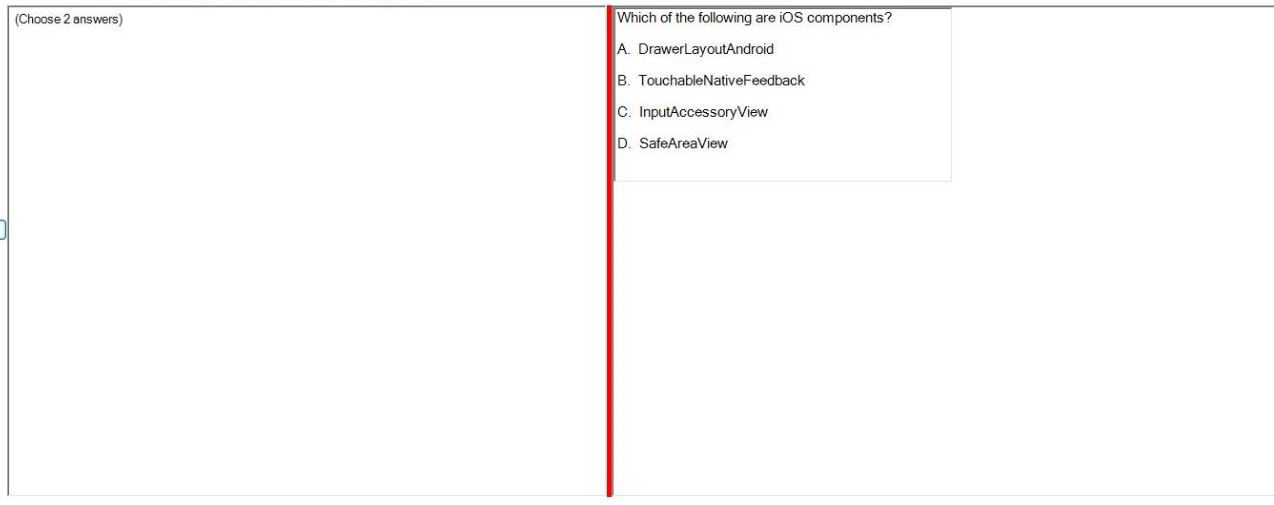 (Choose 2 answers)
Which of the following are iOS components?
A. DrawerLayoutAndroid
B. TouchableNativeFeedback
C. InputAccessoryView
D. SafeAreaView